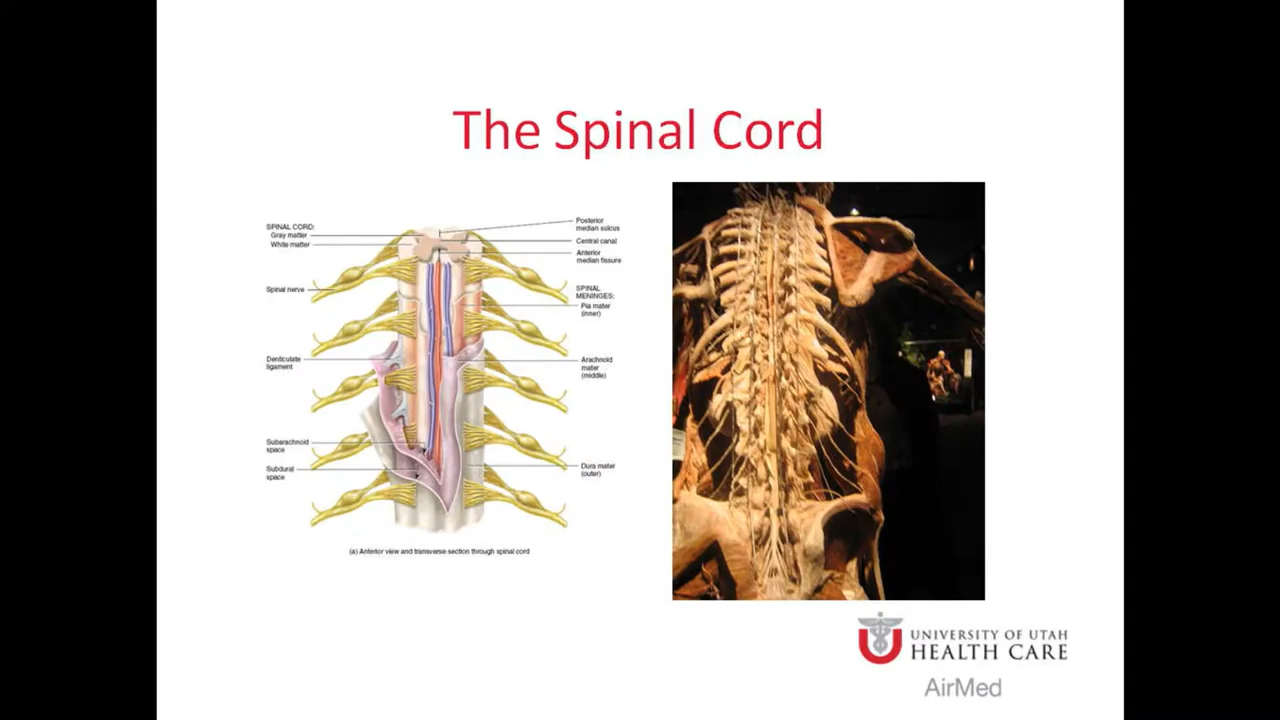 The Spinal Cord
SPINAL CORD:
Gray matter
White matter
Spinal nerve
Denticulate
ligament
Subarachnoid
space
Subdural
space
Posterior
median sulcus
Central canal
Anterior
median fissure
SPINAL
MENINGES:
Pia mater
(inner)
Arachnoid
mater
(middle)
Dura mater
(outer)
(a) Anterior view and transverse section through spinal cord
UNIVERSITY OF UTAH
HEALTH CARE
AirMed